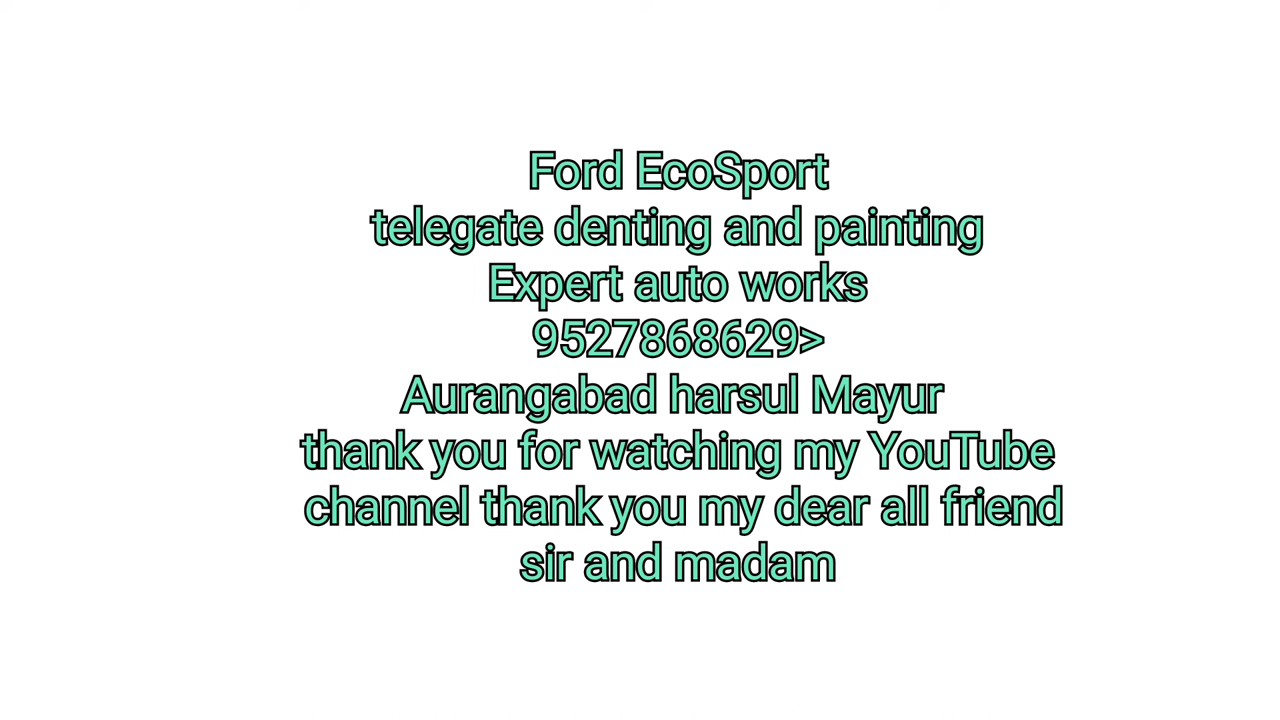 Ford EcoSport
telegate denting and painting
Expert auto works
9527868629>
Aurangabad harsul Mayur
thank you for watching my YouTube
channel thank you my dear all friend
sir and madam